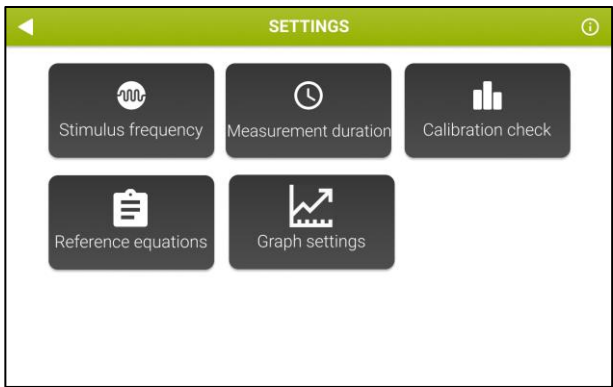 SETTINGS
Stimulus frequency
Measurement duration
Calibration check
Reference equations
Graph settings